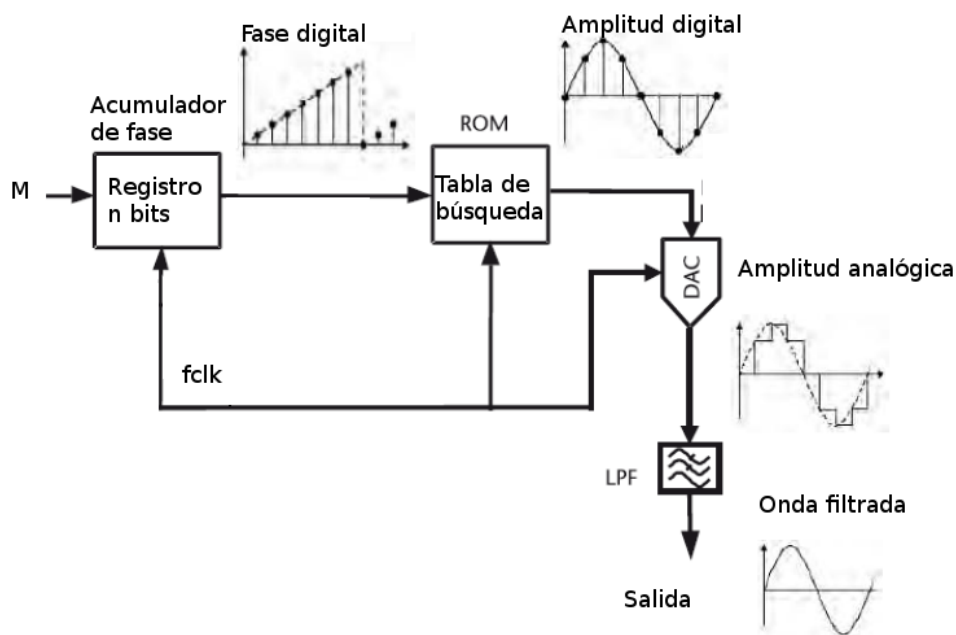 Fase digital
Amplitud digital
Acumulador
de fase
ROM
M
Registro
n bits
Tabla de
búsqueda
DAC
Amplitud analógica
fclk
LPF
Onda filtrada
Salida